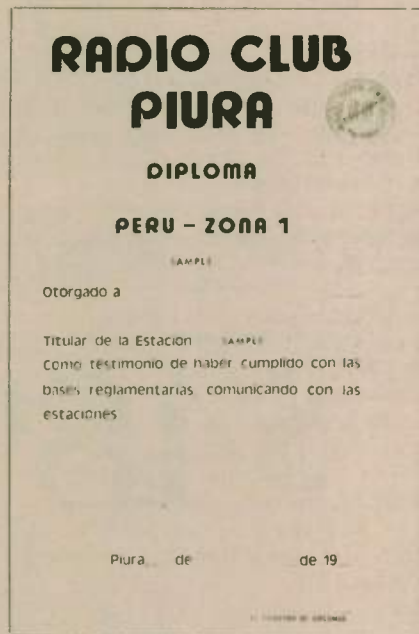 RADIO CLUB
PIURA
DIPLOMA
PERU – ZONA 1
Otorgado a
Titular de la Estación
Como testimonio de haber cumplido con las
bases reglamentarias comunicando con las
estaciones
Piura de de 19